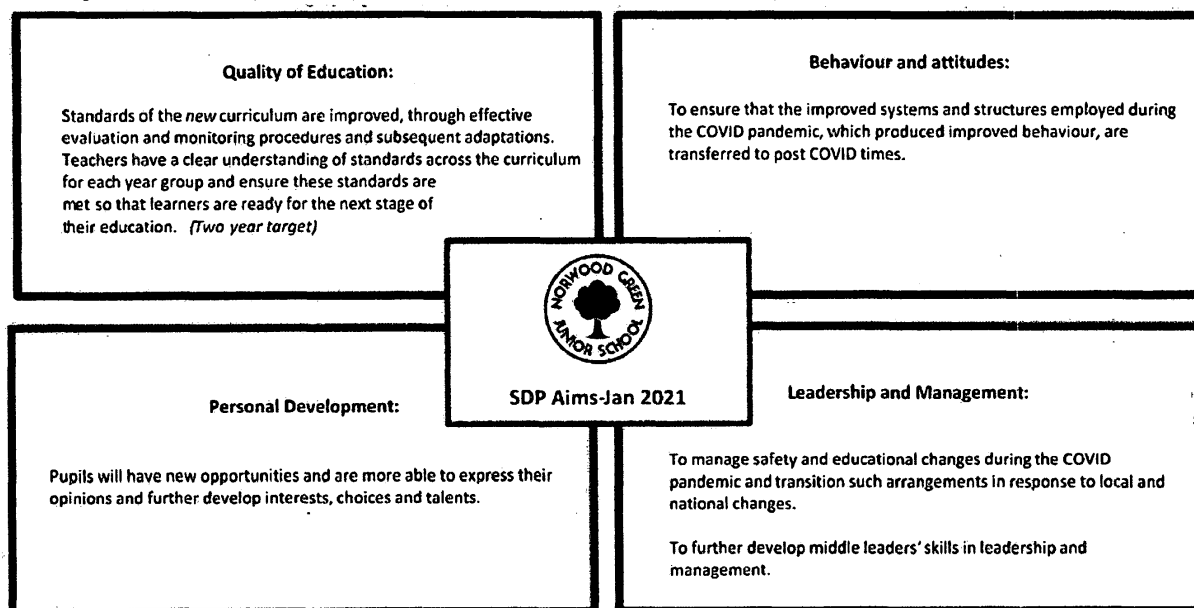 Quality of Education:
Standards of the new curriculum are improved, through effective
evaluation and monitoring procedures and subsequent adaptations.
Teachers have a clear understanding of standards across the curriculum
for each year group and ensure these standards are
met so that learners are ready for the next stage of
their education. (Two year target)
Behaviour and attitudes:
To ensure that the improved systems and structures employed during
the COVID pandemic, which produced improved behaviour, are
transferred to post COVID times.
NORWOOD GREEN
JUNIOR SCHOOL
SDP Aims-Jan 2021
Personal Development:
Pupils will have new opportunities and are more able to express their
opinions and further develop interests, choices and talents.
Leadership and Management:
To manage safety and educational changes during the COVID
pandemic and transition such arrangements in response to local and
national changes.
To further develop middle leaders' skills in leadership and
management.